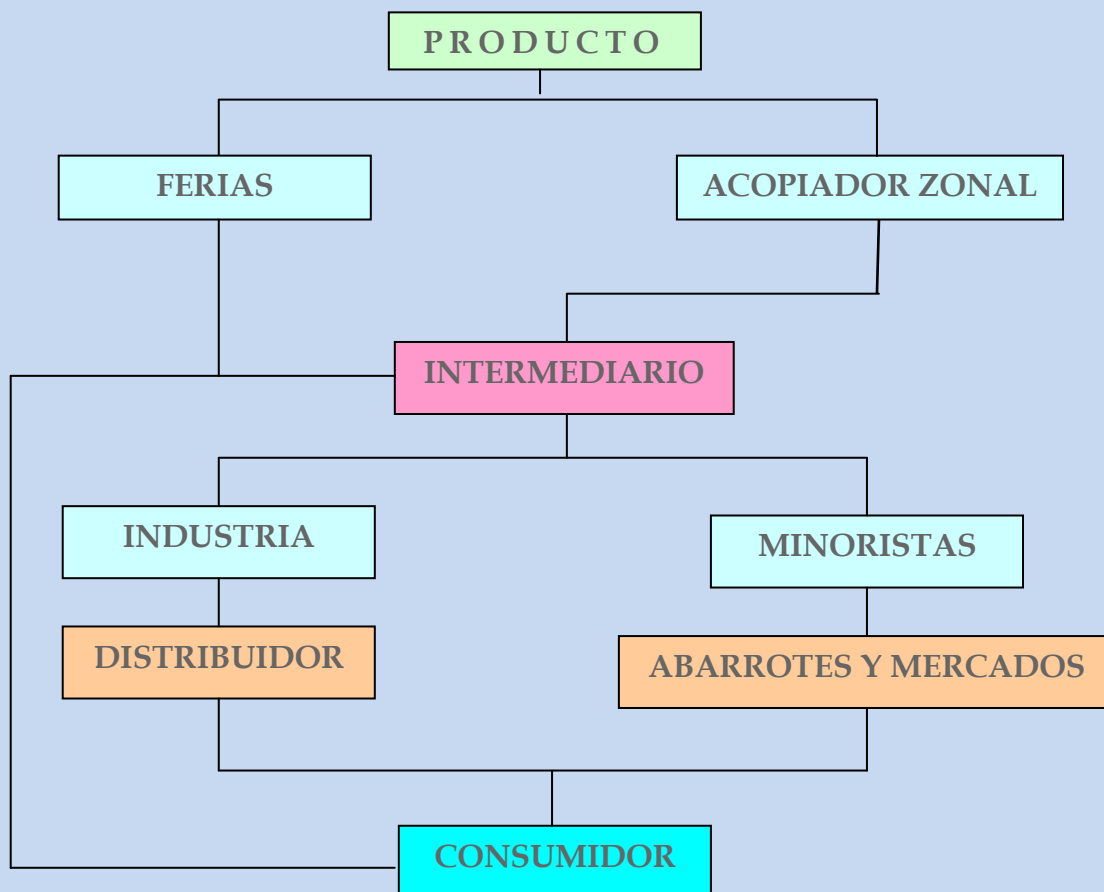 PRODUCTO
FERIAS
ACOPIADOR ZONAL
INTERMEDIARIO
INDUSTRIA
MINORISTAS
DISTRIBUIDOR
ABARROTES Y MERCADOS
CONSUMIDOR